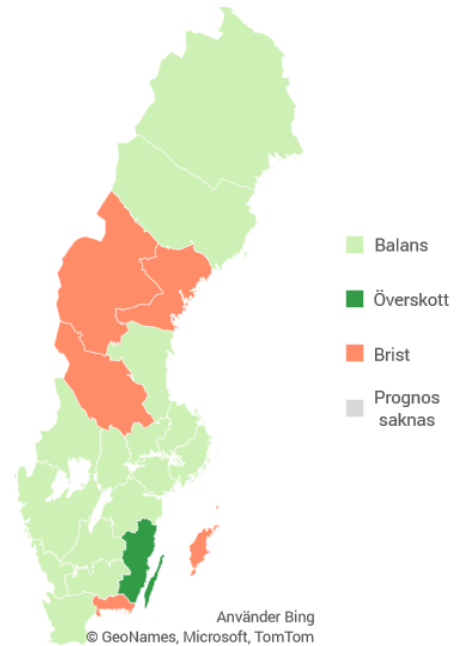 Balans
Överskott
Brist
Prognos
saknas
Använder Bing
© GeoNames, Microsoft, TomTom